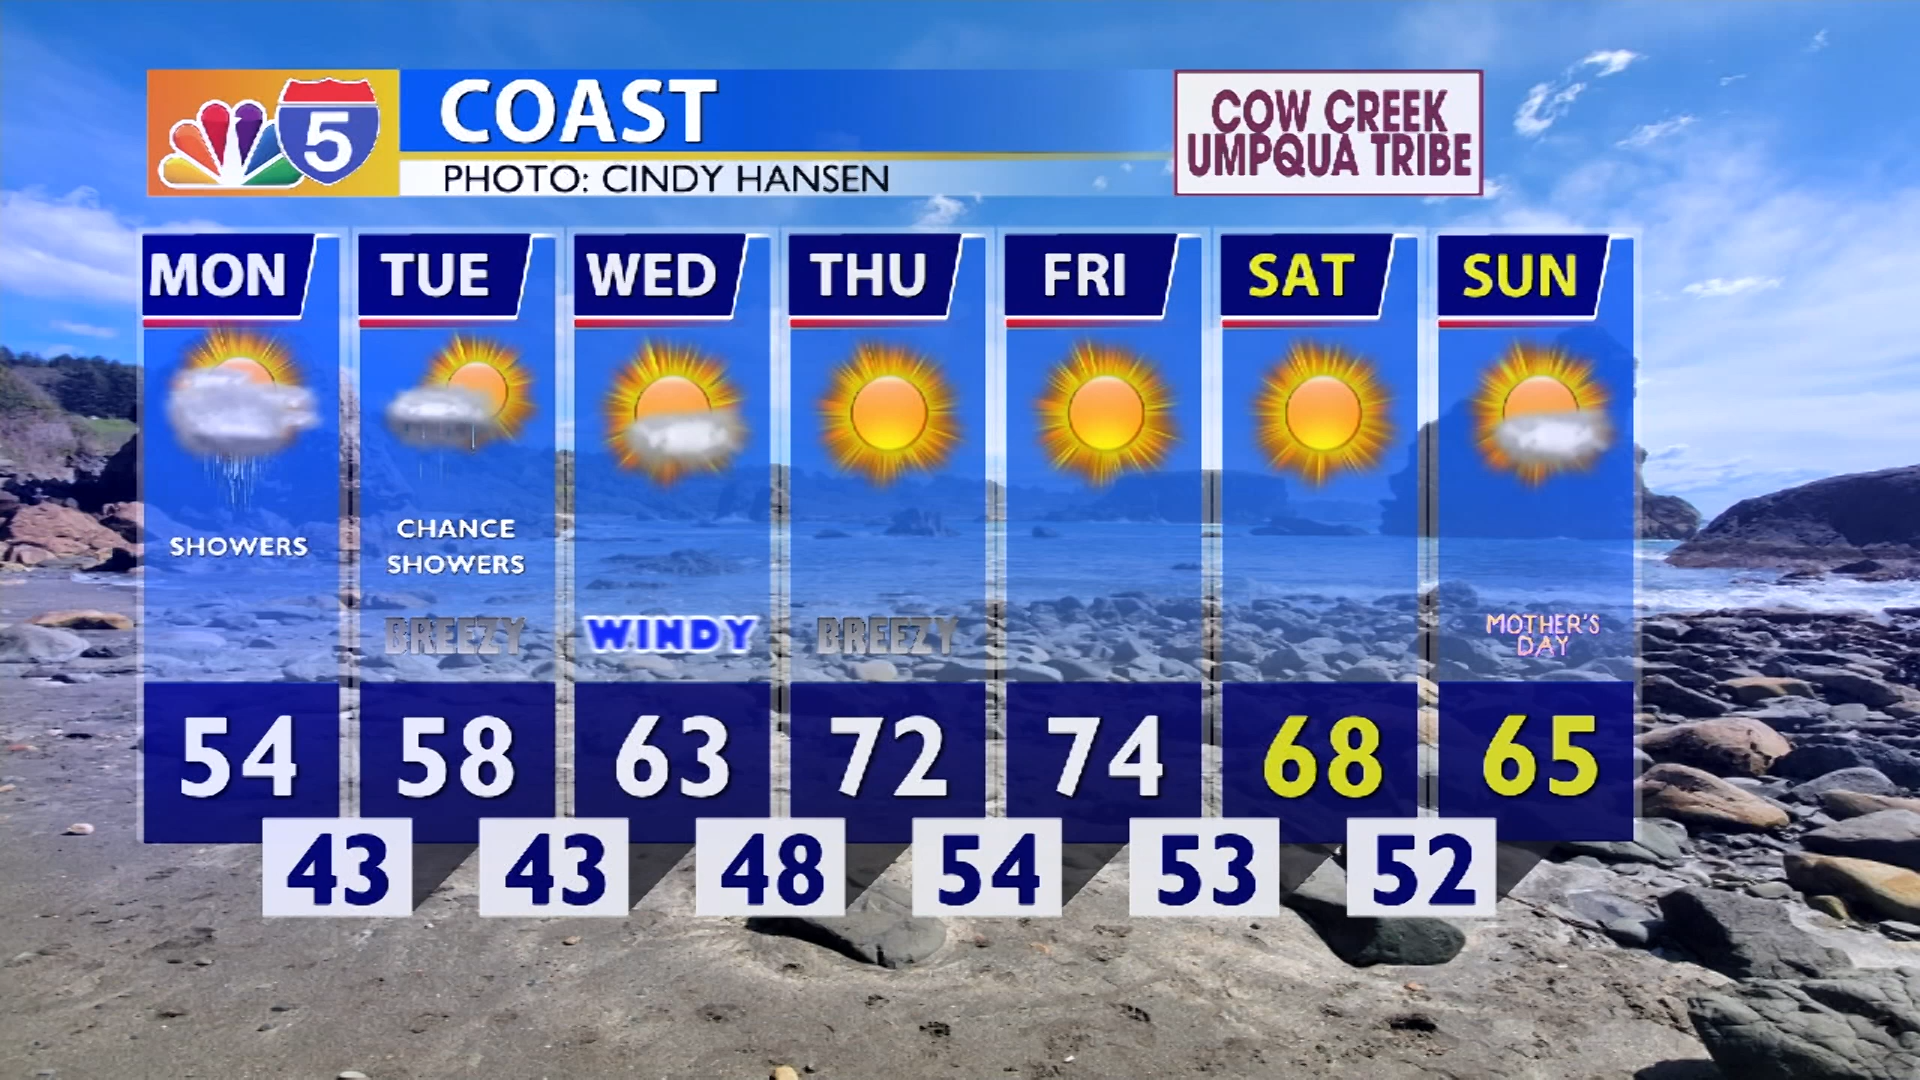 5
COAST
PHOTO: CINDY HANSEN
COW CREEK
UMPQUA TRIBE
MON
TUE
WED
THU
FRI
SAT
SUN
SHOWERS
CHANCE
SHOWERS
BREEZY
WINDY
BREEZY
MOTHER'S
DAY
54
58
63
72
74
68
65
43
43
48
54
53
52